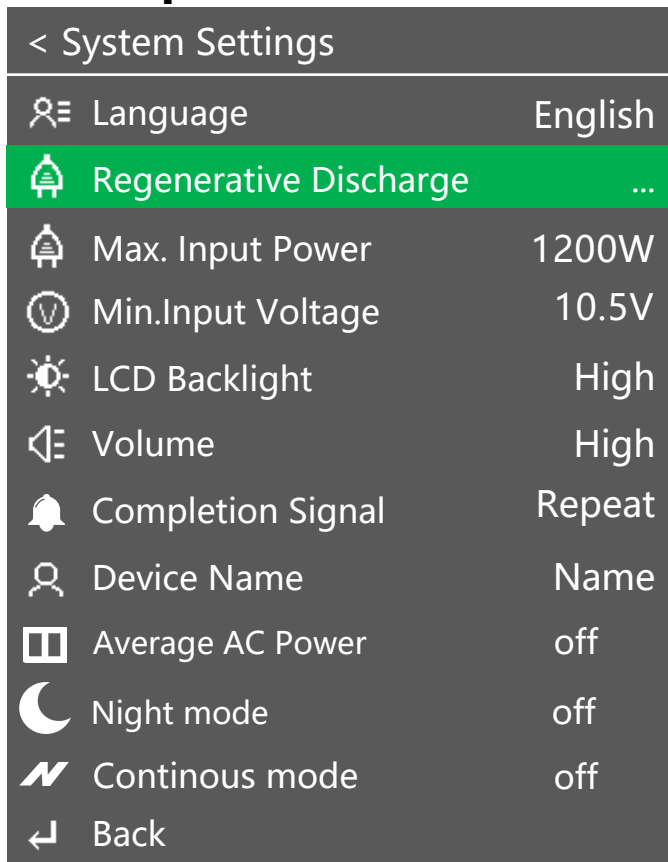 < System Settings
Language English
Regenerative Discharge ...
Max. Input Power 1200W
Min.Input Voltage 10.5V
LCD Backlight High
Volume High
Completion Signal Repeat
Device Name Name
Average AC Power off
Night mode off
Continous mode off
Back